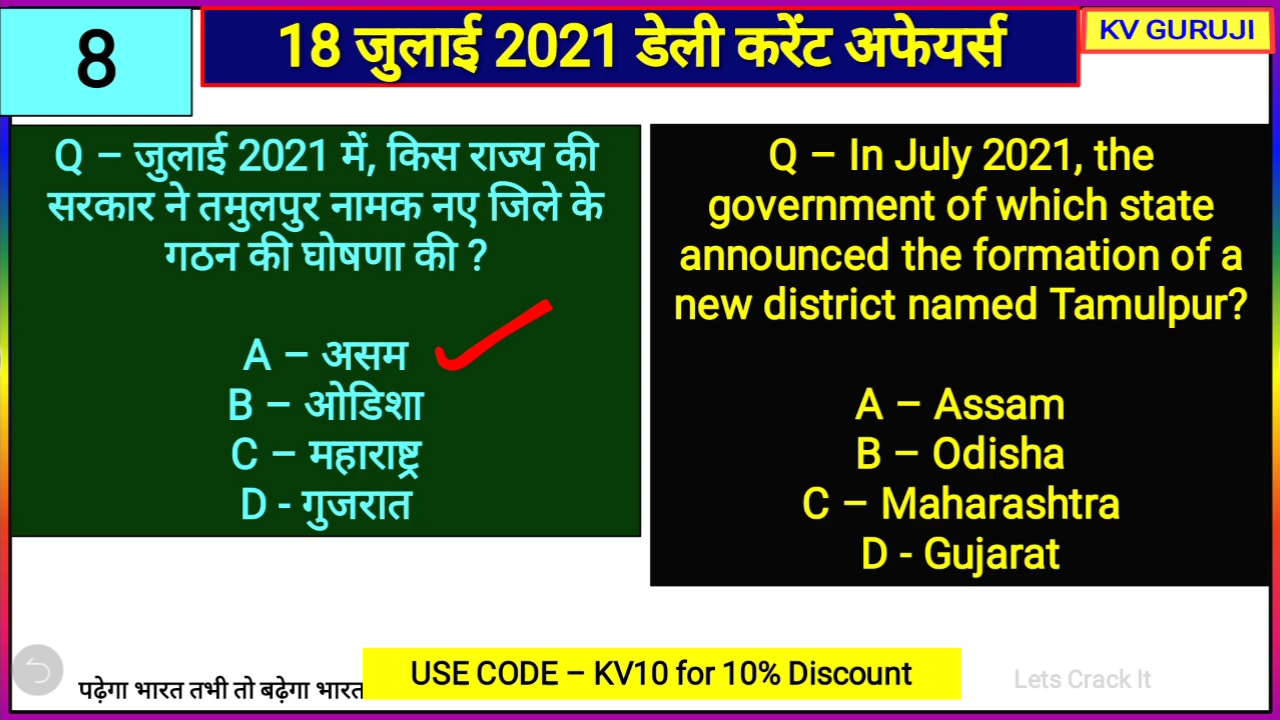 8
18 जुलाई 2021 डेली करेंट अफेयर्स
KV GURUJI
Q – जुलाई 2021 में, किस राज्य की
सरकार ने तमुलपुर नामक नए जिले के
गठन की घोषणा की ?
A – असम
B – ओडिशा
C – महाराष्ट्र
D - गुजरात
Q – In July 2021, the
government of which state
announced the formation of a
new district named Tamulpur?
A – Assam
B – Odisha
C – Maharashtra
D - Gujarat
पढ़ेगा भारत तभी तो बढ़ेगा भारत
USE CODE – KV10 for 10% Discount
Lets Crack It